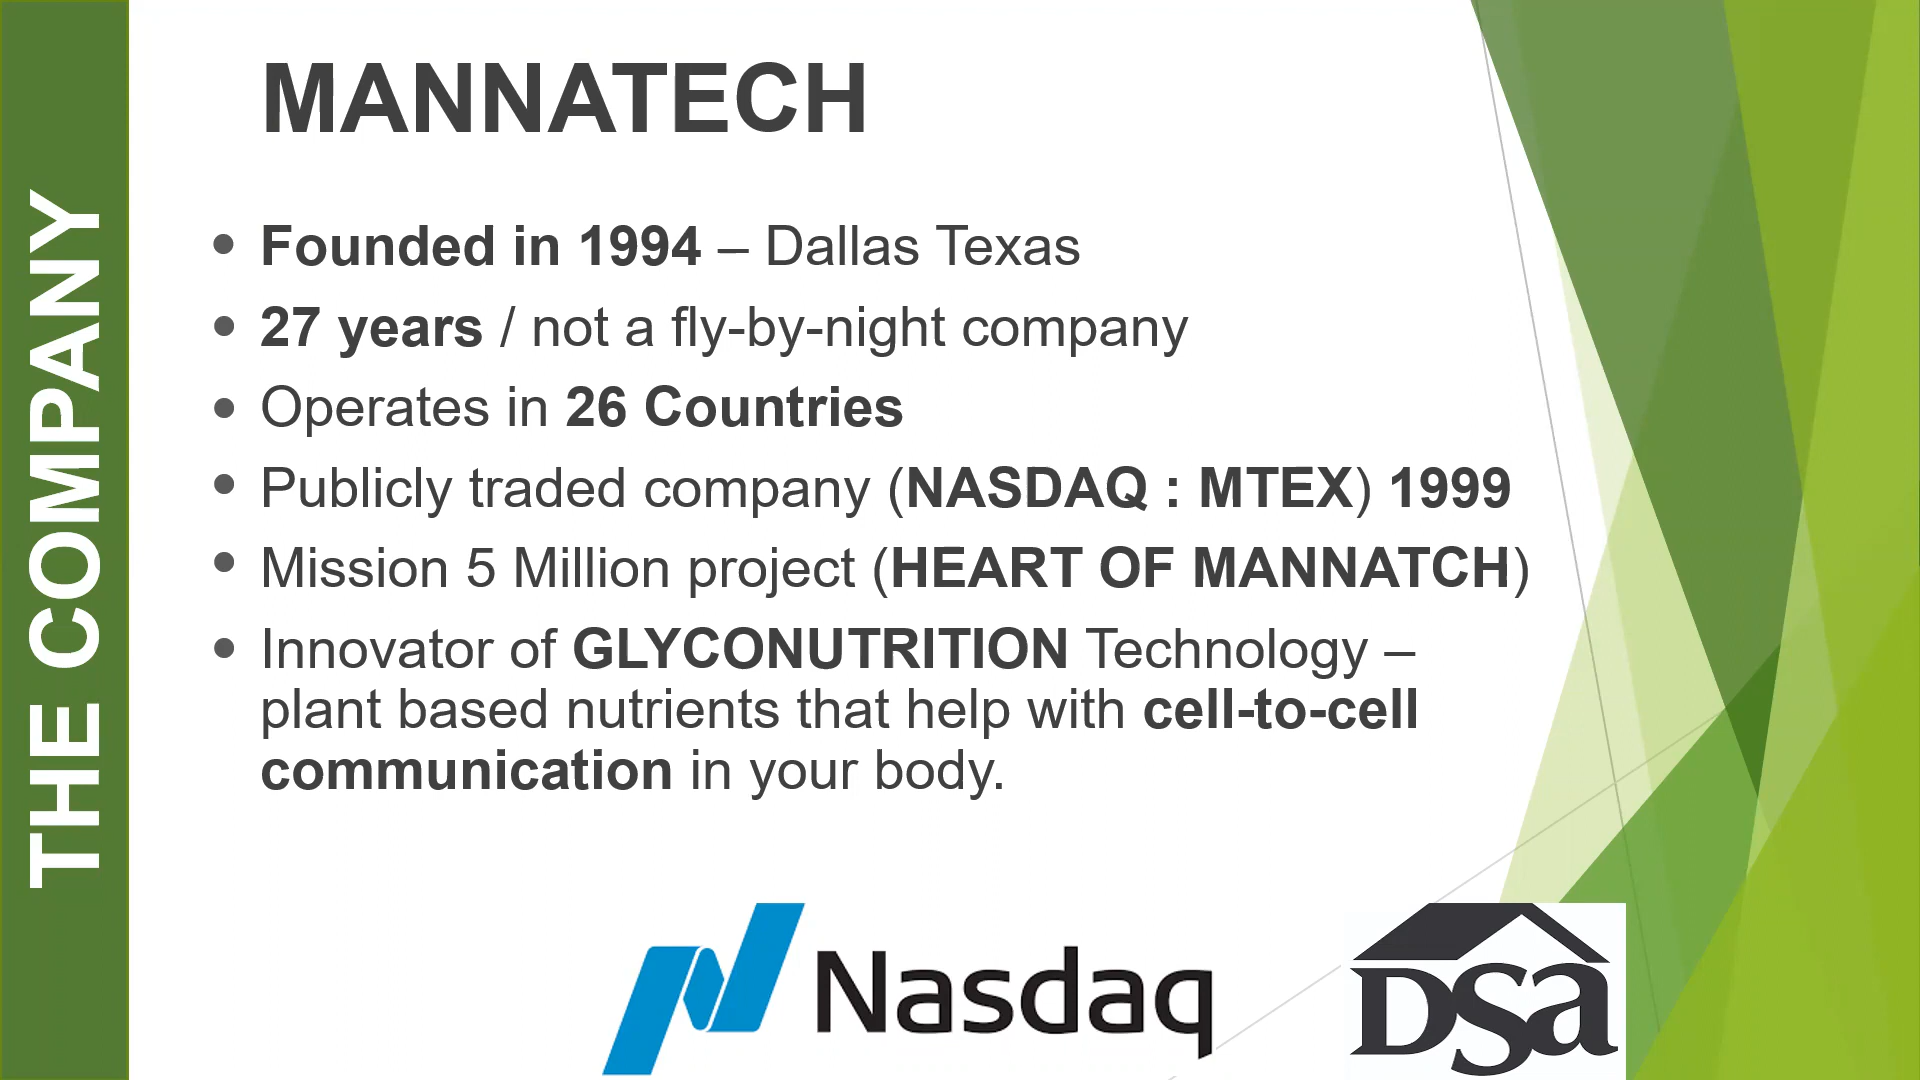 THE COMPANY
MANNATECH
• Founded in 1994 – Dallas Texas
• 27 years / not a fly-by-night company
• Operates in 26 Countries
• Publicly traded company (NASDAQ : MTEX) 1999
• Mission 5 Million project (HEART OF MANNATCH)
• Innovator of GLYCONUTRITION Technology –
plant based nutrients that help with cell-to-cell
communication in your body.
Nasdaq
DSa